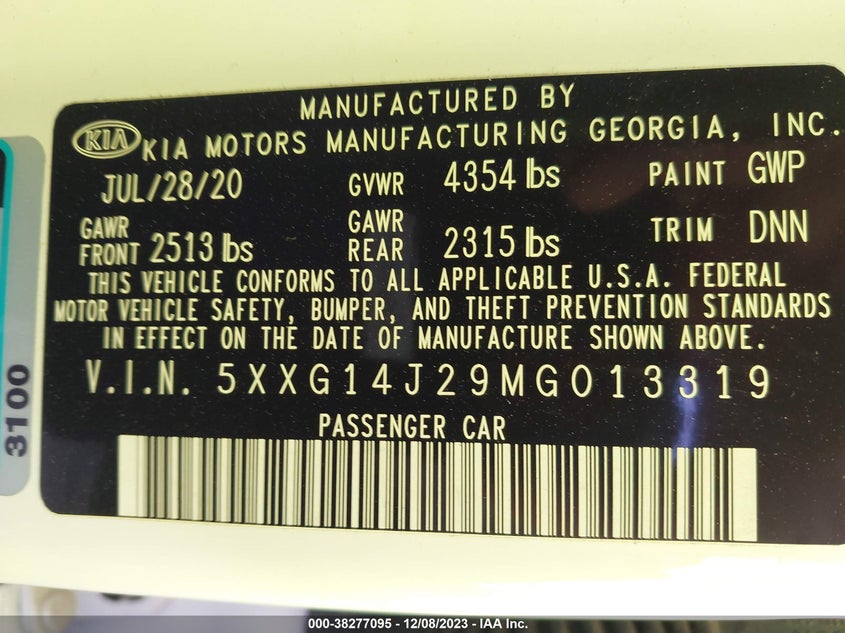 MANUFACTURED BY
KIA KIA MOTORS MANUFACTURING GEORGIA, INC.
JUL/28/20 GVWR 4354 lbs PAINT GWP
GAWR FRONT 2513 lbs GAWR REAR 2315 lbs TRIM DNN
THIS VEHICLE CONFORMS TO ALL APPLICABLE U.S.A. FEDERAL
MOTOR VEHICLE SAFETY, BUMPER, AND THEFT PREVENTION STANDARDS
IN EFFECT ON THE DATE OF MANUFACTURE SHOWN ABOVE.
V.I.N. 5XXG14J29MG013319
PASSENGER CAR
3100
000-38277095 - 12/08/2023 - IAA Inc.